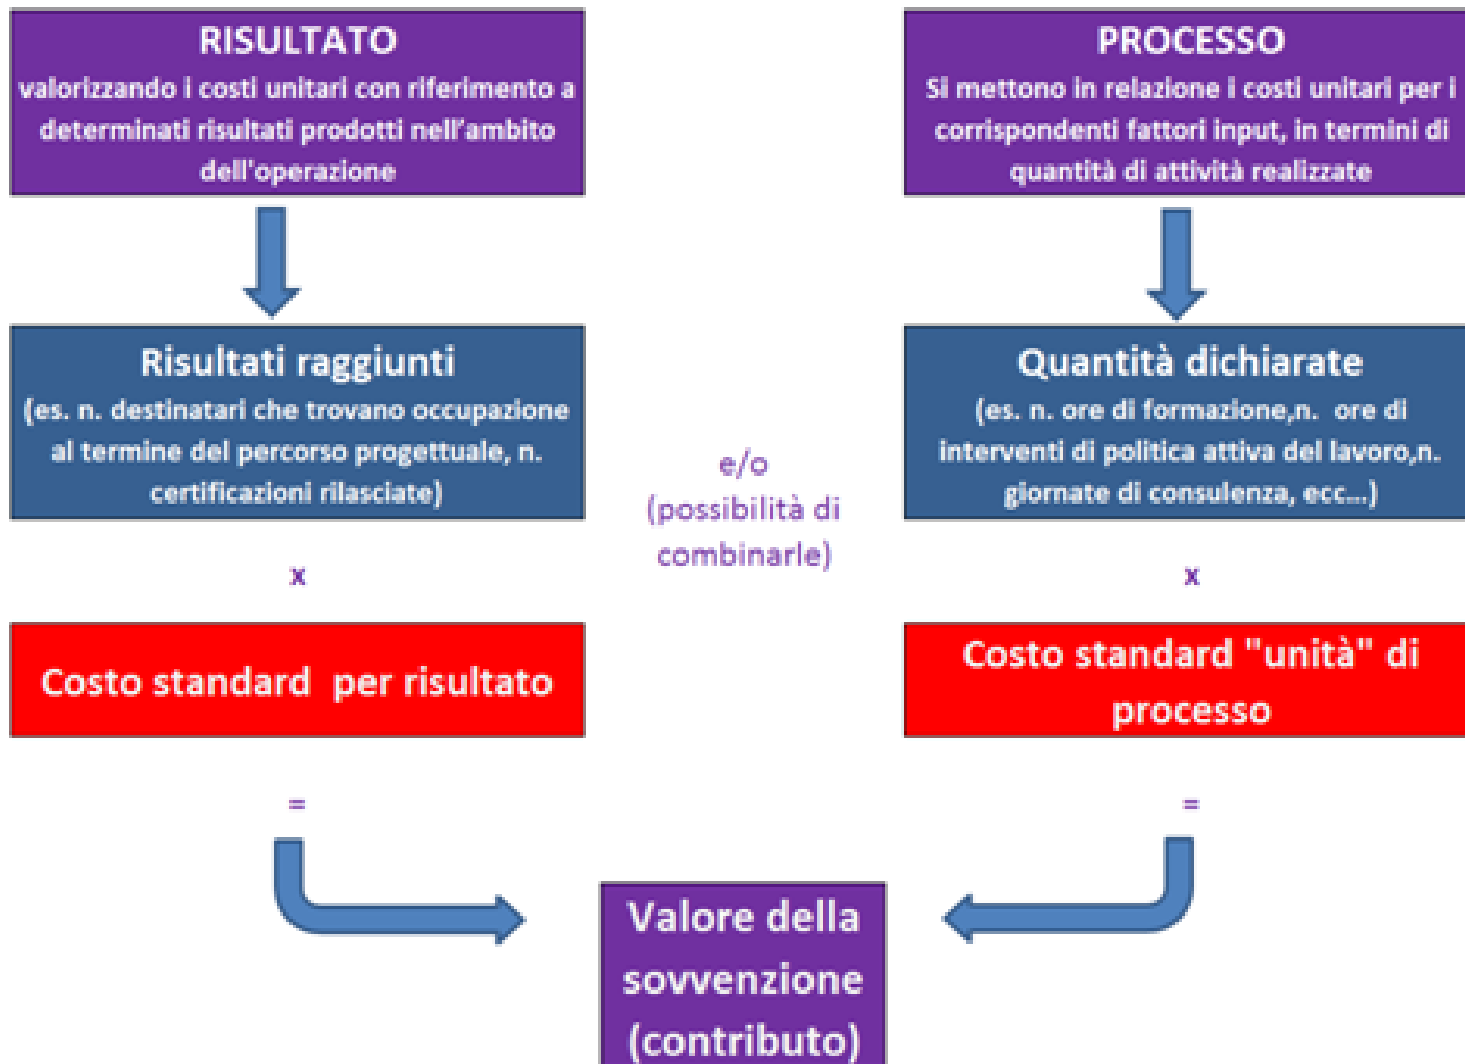 RISULTATO
valorizzando i costi unitari con riferimento a
determinati risultati prodotti nell'ambito
dell'operazione
Risultati raggiunti
(es. n. destinatari che trovano occupazione
al termine del percorso progettuale, n.
certificazioni rilasciate)
x
Costo standard  per risultato
=
e/o
(possibilità di
combinarle)
PROCESSO
Si mettono in relazione i costi unitari per i
corrispondenti fattori input, in termini di
quantità di attività realizzate
Quantità dichiarate
(es. n. ore di formazione,n.  ore di
interventi di politica attiva del lavoro,n.
giornate di consulenza, ecc...)
x
Costo standard "unità" di
processo
=
Valore della
sovvenzione
(contributo)